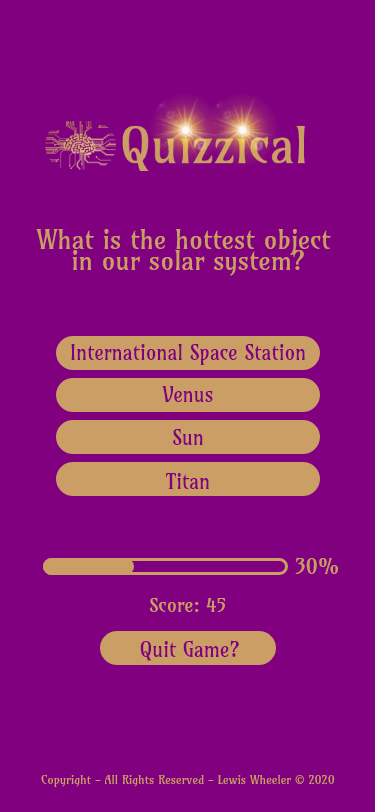 Quizzical
What is the hottest object
in our solar system?
International Space Station
Venus
Sun
Titan
30%
Score: 45
Quit Game?
Copyright - All Rights Reserved - Lewis Wheeler © 2020